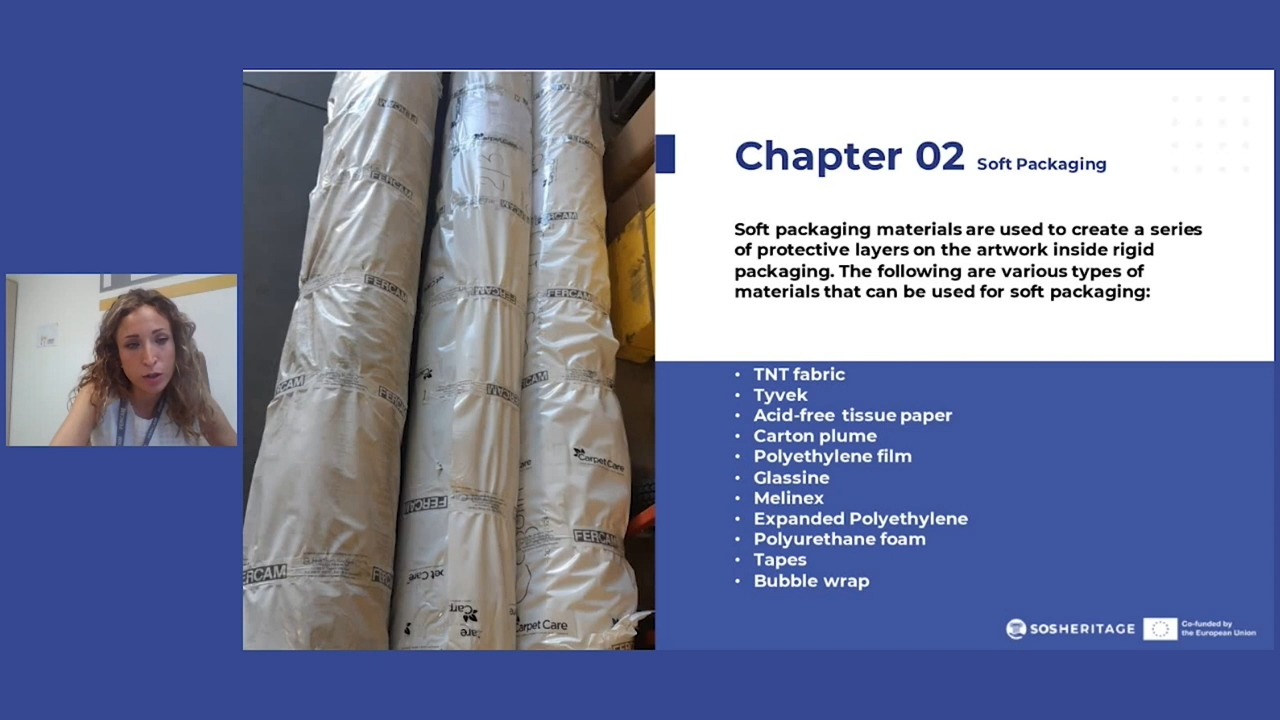 Chapter 02 Soft Packaging
Soft packaging materials are used to create a series
of protective layers on the artwork inside rigid
packaging. The following are various types of
materials that can be used for soft packaging:
• TNT fabric
• Tyvek
• Acid-free tissue paper
• Carton plume
• Polyethylene film
• Glassine
• Melinex
• Expanded Polyethylene
• Polyurethane foam
• Tapes
• Bubble wrap
SOSHERITAGE
Co-funded by
the European Union
FERCAM
FERCAM
FERCAM
FERCAM
FERCAM
FERCAM
FERCAM
CarpetCare
FERCAM
FERCAM
Carpet Care